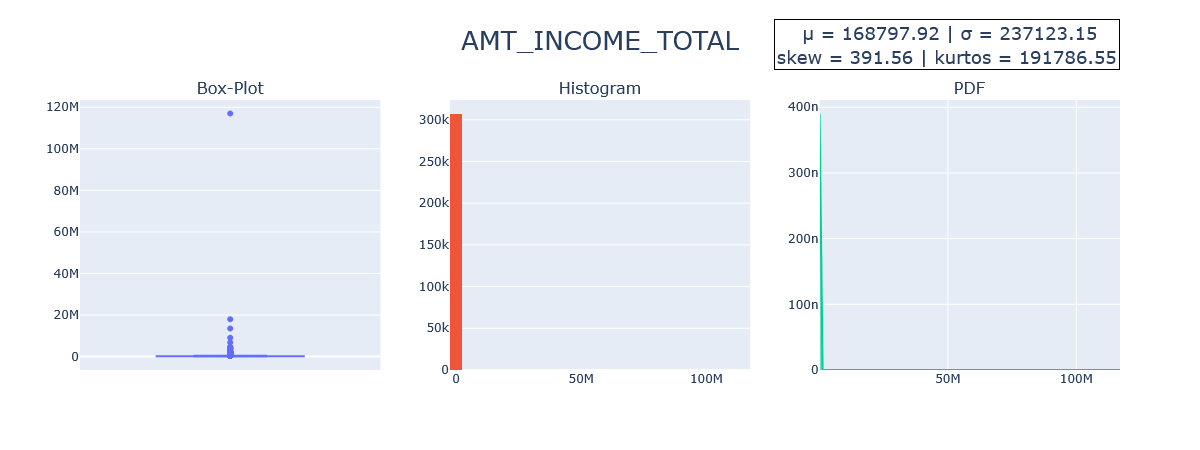 AMT_INCOME_TOTAL
μ = 168797.92 | σ = 237123.15
skew = 391.56 | kurtos = 191786.55
Box-Plot
120M
100M
80M
60M
40M
20M
0
Histogram
300k
250k
200k
150k
100k
50k
0
0
50M
100M
PDF
400n
300n
200n
100n
0
50M
100M